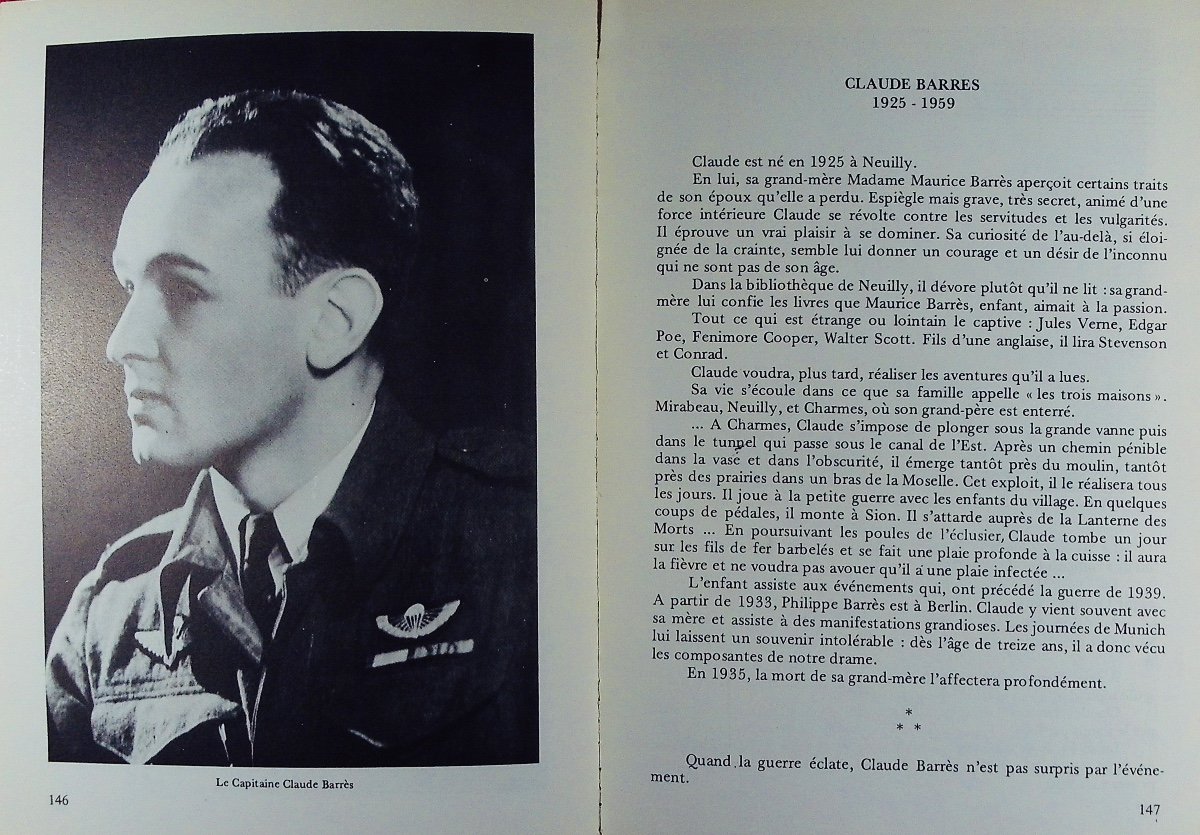 Le Capitaine Claude Barrès
146
CLAUDE BARRES
1925 - 1959
Claude est né en 1925 à Neuilly.
En lui, sa grand-mère Madame Maurice Barrès aperçoit certains traits
de son époux qu'elle a perdu. Espiègle mais grave, très secret, animé d'une
force intérieure Claude se révolte contre les servitudes et les vulgarités.
Il éprouve un vrai plaisir à se dominer. Sa curiosité de l'au-delà, si éloi-
gnée de la crainte, semble lui donner un courage et un désir de l'inconnu
qui ne sont pas de son âge.
Dans la bibliothèque de Neuilly, il dévore plutôt qu'il ne lit : sa grand-
mère lui confie les livres que Maurice Barrès, enfant, aimait à la passion.
Tout ce qui est étrange ou lointain le captive : Jules Verne, Edgar
Poe, Fenimore Cooper, Walter Scott. Fils d'une anglaise, il lira Stevenson
et Conrad.
Claude voudra, plus tard, réaliser les aventures qu'il a lues.
Sa vie s'écoule dans ce que sa famille appelle « les trois maisons ».
Mirabeau, Neuilly, et Charmes, où son grand-père est enterré.
... A Charmes, Claude s'impose de plonger sous la grande vanne puis
dans le tunnel qui passe sous le canal de l'Est. Après un chemin pénible
dans la vase et dans l'obscurité, il émerge tantôt près du moulin, tantôt
près des prairies dans un bras de la Moselle. Cet exploit, il le réalisera tous
les jours. Il joue à la petite guerre avec les enfants du village. En quelques
coups de pédales, il monte à Sion. Il s'attarde auprès de la Lanterne des
Morts ... En poursuivant les poules de l'éclusier, Claude tombe un jour
sur les fils de fer barbelés et se fait une plaie profonde à la cuisse : il aura
la fièvre et ne voudra pas avouer qu'il a une plaie infectée ...
L'enfant assiste aux événements qui, ont précédé la guerre de 1939.
A partir de 1933, Philippe Barrès est à Berlin. Claude y vient souvent avec
sa mère et assiste à des manifestations grandioses. Les journées de Munich
lui laissent un souvenir intolérable : dès l'âge de treize ans, il a donc vécu
les composantes de notre drame.
En 1935, la mort de sa grand-mère l'affectera profondément.
*
* *
Quand la guerre éclate, Claude Barrès n'est pas surpris par l'événe-
ment.
147